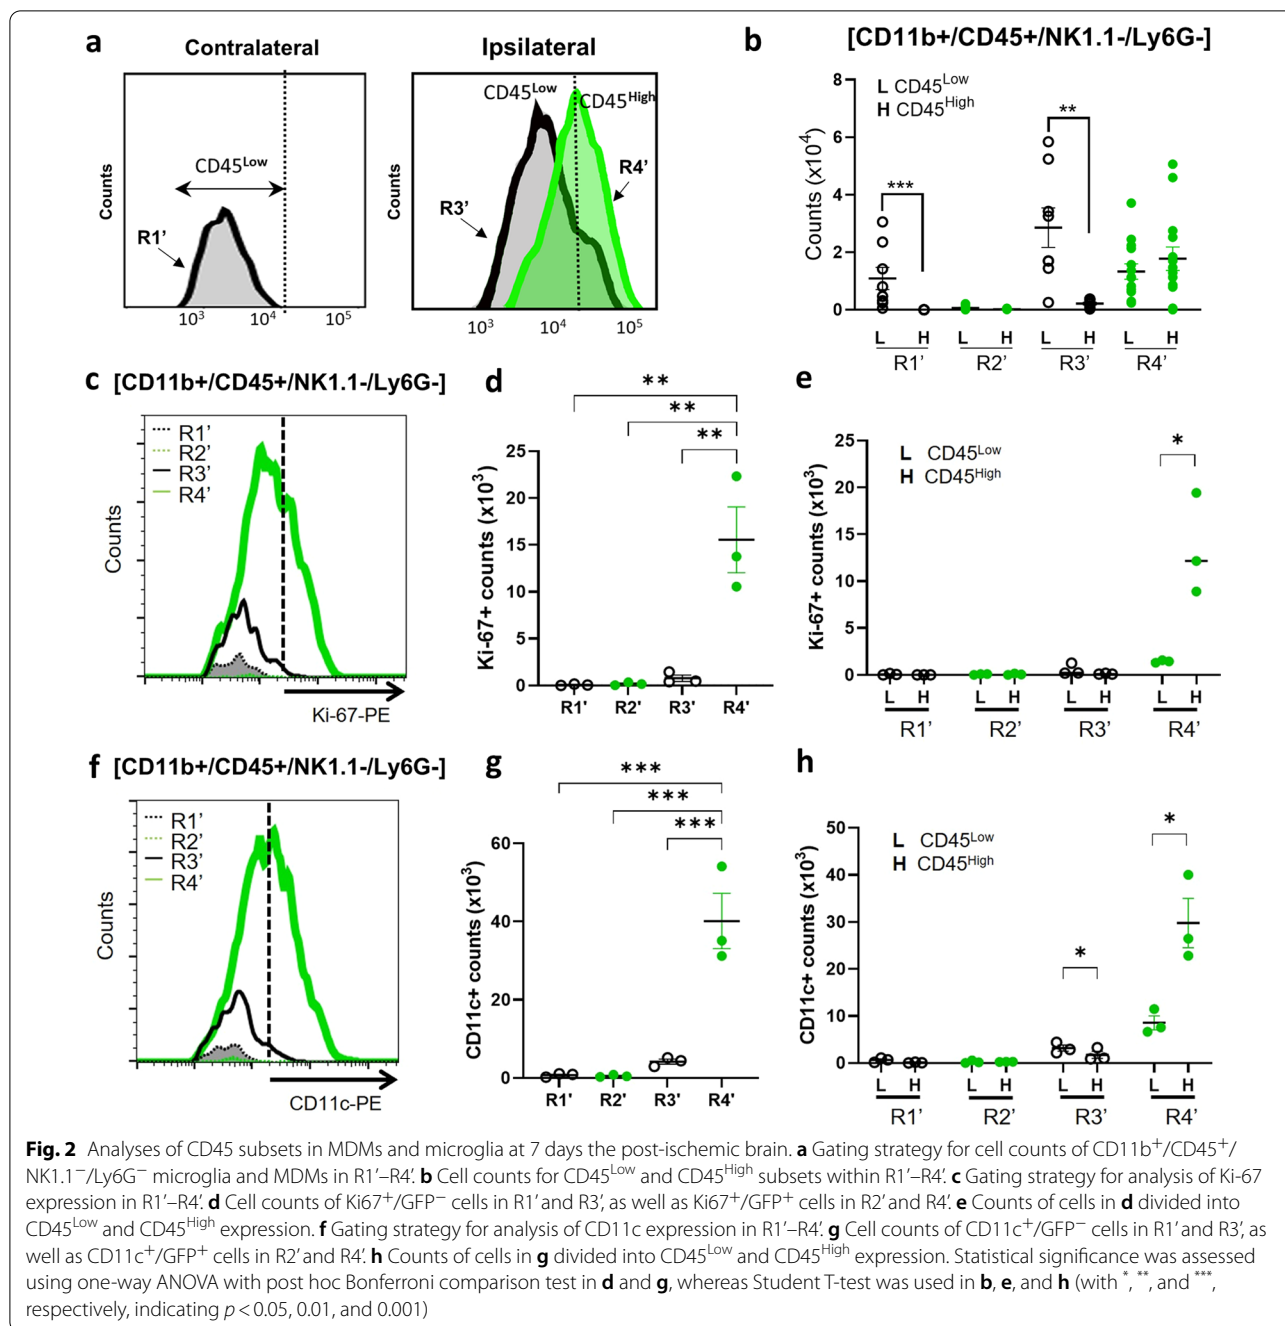 a
Contralateral
Ipsilateral
Counts
CD45Low
R1'
10³ 10⁴ 10⁵
Counts
CD45Low
CD45High
R3'
R4'
10³ 10⁴ 10⁵
b
[CD11b+/CD45+/NK1.1-/Ly6G-]
L CD45Low
H CD45High
Counts (x10⁻⁴)
8
6
4
2
0
***
**
L H L H L H L H
R1' R2' R3' R4'
c
[CD11b+/CD45+/NK1.1-/Ly6G-]
R1'
R2'
R3'
R4'
Counts
Ki-67-PE
d
**
**
**
Ki-67+ counts (x10³)
25
20
15
10
5
0
R1' R2' R3' R4'
e
L CD45Low
H CD45High
Ki-67+ counts (x10³)
25
20
15
10
5
0
*
L H L H L H L H
R1' R2' R3' R4'
f
[CD11b+/CD45+/NK1.1-/Ly6G-]
R1'
R2'
R3'
R4'
Counts
CD11c-PE
g
***
***
***
CD11c+ counts (x10³)
60
40
20
0
R1' R2' R3' R4'
h
L CD45Low
H CD45High
CD11c+ counts (x10³)
50
40
30
20
10
0
*
*
L H L H L H L H
R1' R2' R3' R4'
Fig. 2 Analyses of CD45 subsets in MDMs and microglia at 7 days the post-ischemic brain. a Gating strategy for cell counts of CD11b⁺/CD45⁺/
NK1.1⁻/Ly6G⁻ microglia and MDMs in R1'–R4'. b Cell counts for CD45Low and CD45High subsets within R1'–R4'. c Gating strategy for analysis of Ki-67
expression in R1'–R4'. d Cell counts of Ki67⁺/GFP⁻ cells in R1' and R3', as well as Ki67⁺/GFP⁺ cells in R2' and R4'. e Counts of cells in d divided into
CD45Low and CD45High expression. f Gating strategy for analysis of CD11c expression in R1'–R4'. g Cell counts of CD11c⁺/GFP⁻ cells in R1' and R3', as
well as CD11c⁺/GFP⁺ cells in R2' and R4'. h Counts of cells in g divided into CD45Low and CD45High expression. Statistical significance was assessed
using one-way ANOVA with post hoc Bonferroni comparison test in d and g, whereas Student T-test was used in b, e, and h (with *, **, and ***,
respectively, indicating p < 0.05, 0.01, and 0.001)